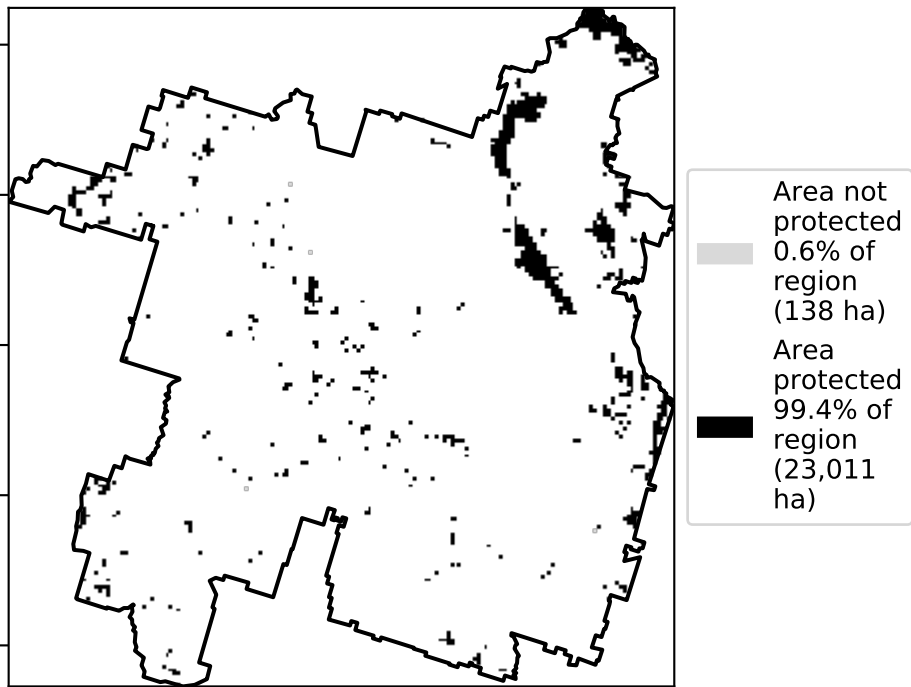 Area not
protected
0.6% of
region
(138 ha)
Area
protected
99.4% of
region
(23,011
ha)